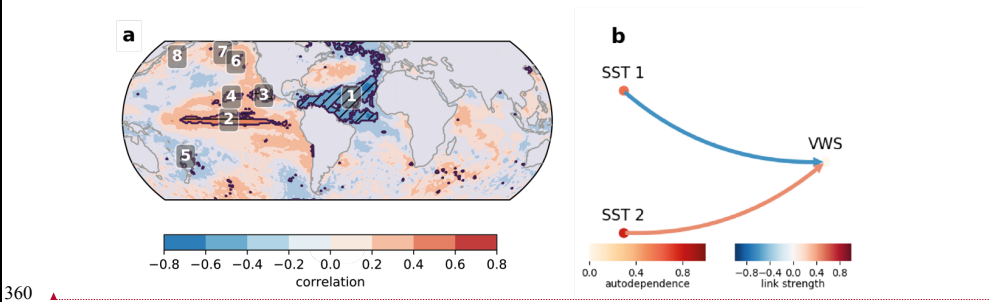 a
b
8
7
6
4
3
1
2
5
SST 1
VWS
SST 2
−0.8 −0.6 −0.4 −0.2 0.0 0.2 0.4 0.6 0.8
correlation
0.0 0.4 0.8
autodependence
−0.8−0.4 0.0 0.4 0.8
link strength
360